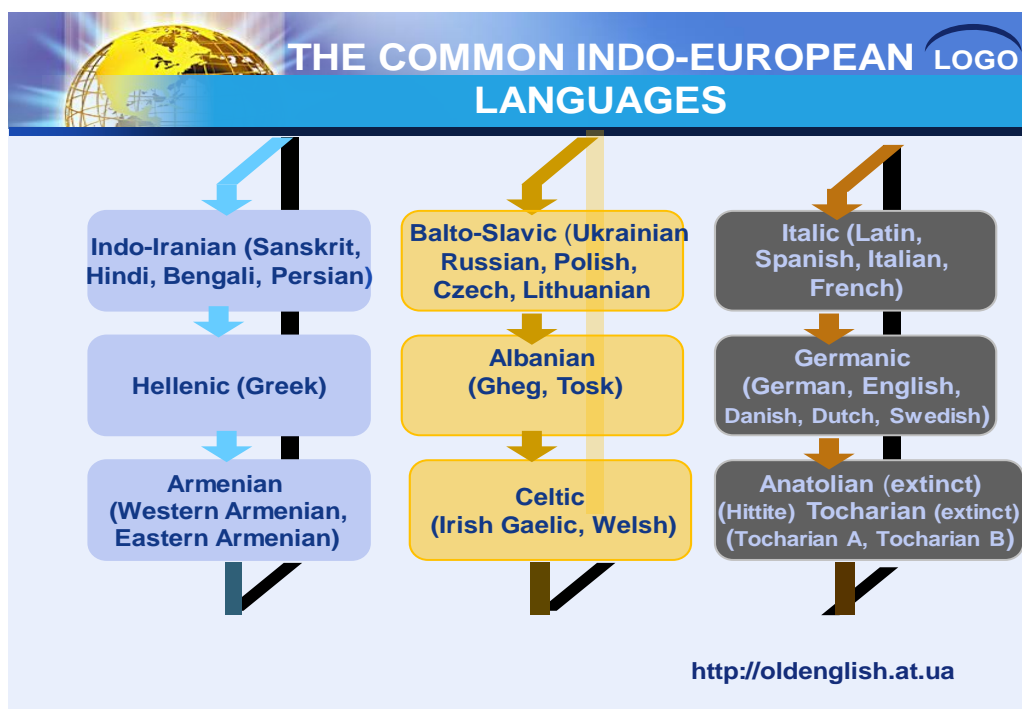 THE COMMON INDO-EUROPEAN
LANGUAGES
LOGO
Indo-Iranian (Sanskrit,
Hindi, Bengali, Persian)
Hellenic (Greek)
Armenian
(Western Armenian,
Eastern Armenian)
Balto-Slavic (Ukrainian
Russian, Polish,
Czech, Lithuanian
Albanian
(Gheg, Tosk)
Celtic
(Irish Gaelic, Welsh)
Italic (Latin,
Spanish, Italian,
French)
Germanic
(German, English,
Danish, Dutch, Swedish)
Anatolian (extinct)
(Hittite) Tocharian (extinct)
(Tocharian A, Tocharian B)
http://oldenglish.at.ua